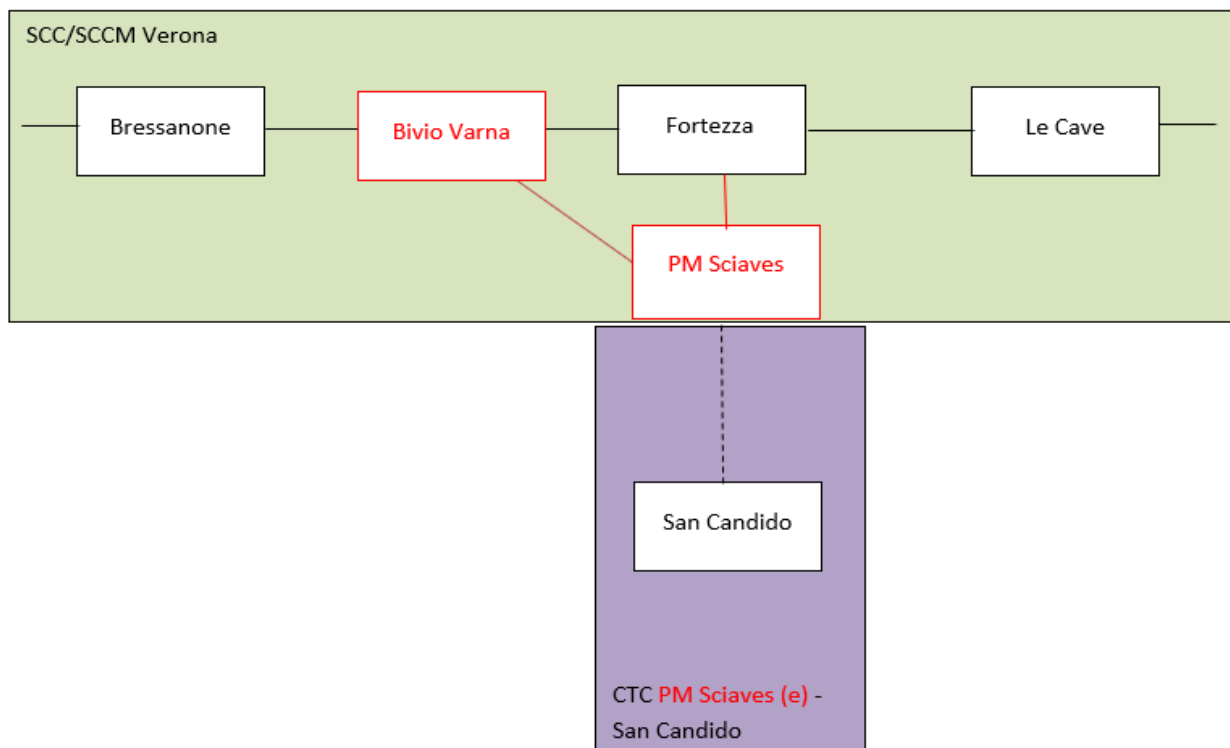 SCC/SCCM Verona
Bressanone
Bivio Varna
Fortezza
Le Cave
PM Sciaves
San Candido
CTC PM Sciaves (e) -
San Candido